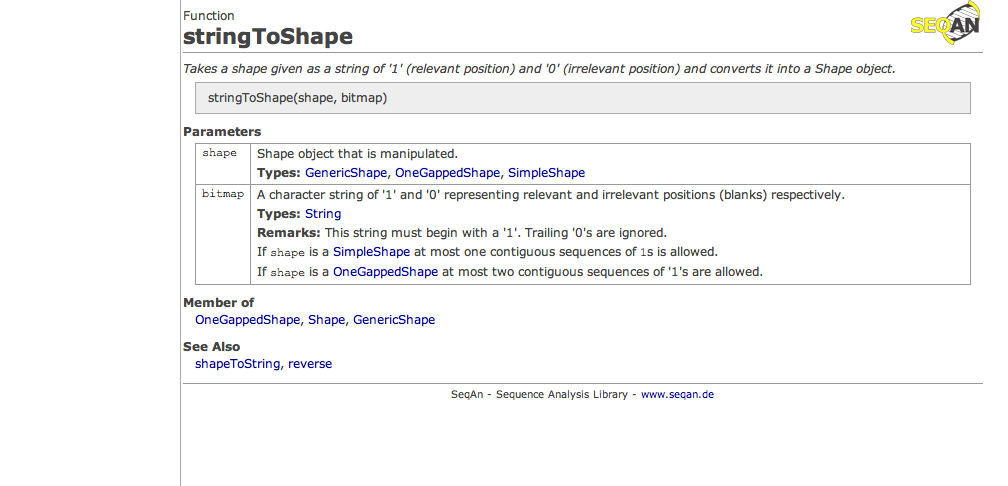 Function
SEQAN
stringToShape
Takes a shape given as a string of '1' (relevant position) and '0' (irrelevant position) and converts it into a Shape object.
stringToShape(shape, bitmap)
Parameters
shape Shape object that is manipulated.
Types: GenericShape, OneGappedShape, SimpleShape
bitmap A character string of '1' and '0' representing relevant and irrelevant positions (blanks) respectively.
Types: String
Remarks: This string must begin with a '1'. Trailing '0's are ignored.
If shape is a SimpleShape at most one contiguous sequences of 1s is allowed.
If shape is a OneGappedShape at most two contiguous sequences of '1's are allowed.
Member of
OneGappedShape, Shape, GenericShape
See Also
shapeToString, reverse
SeqAn - Sequence Analysis Library - www.seqan.de